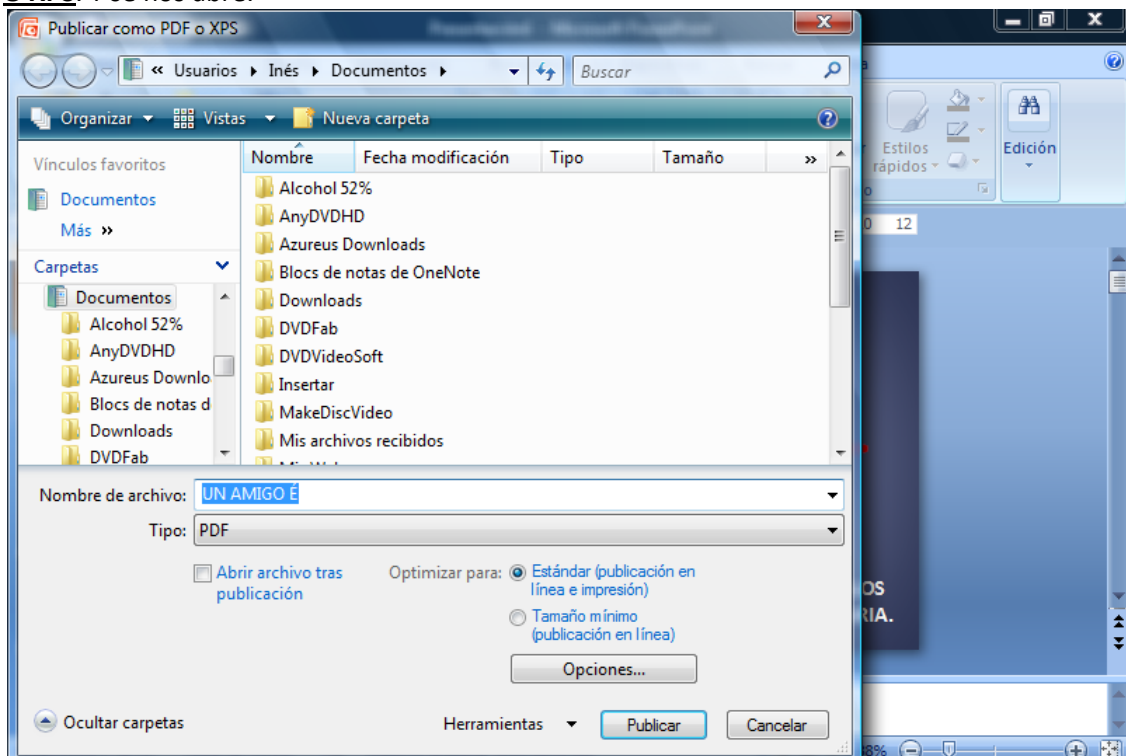 Publicar como PDF o XPS
« Usuarios ▸ Inés ▸ Documentos ▸
Buscar
Organizar Vistas Nueva carpeta
Vínculos favoritos
Documentos
Más »
Carpetas
Documentos
Alcohol 52%
AnyDVDHD
Azureus Downlo
Blocs de notas d
Downloads
DVDFab
Nombre Fecha modificación Tipo Tamaño »
Alcohol 52%
AnyDVDHD
Azureus Downloads
Blocs de notas de OneNote
Downloads
DVDFab
DVDVideoSoft
Insertar
MakeDiscVideo
Mis archivos recibidos
Nombre de archivo: UN AMIGO É
Tipo: PDF
Abrir archivo tras
publicación
Optimizar para:
Estándar (publicación en
línea e impresión)
Tamaño mínimo
(publicación en línea)
Opciones...
Ocultar carpetas
Herramientas Publicar Cancelar
Estilos
rápidos
Edición
12
OS
RIA.